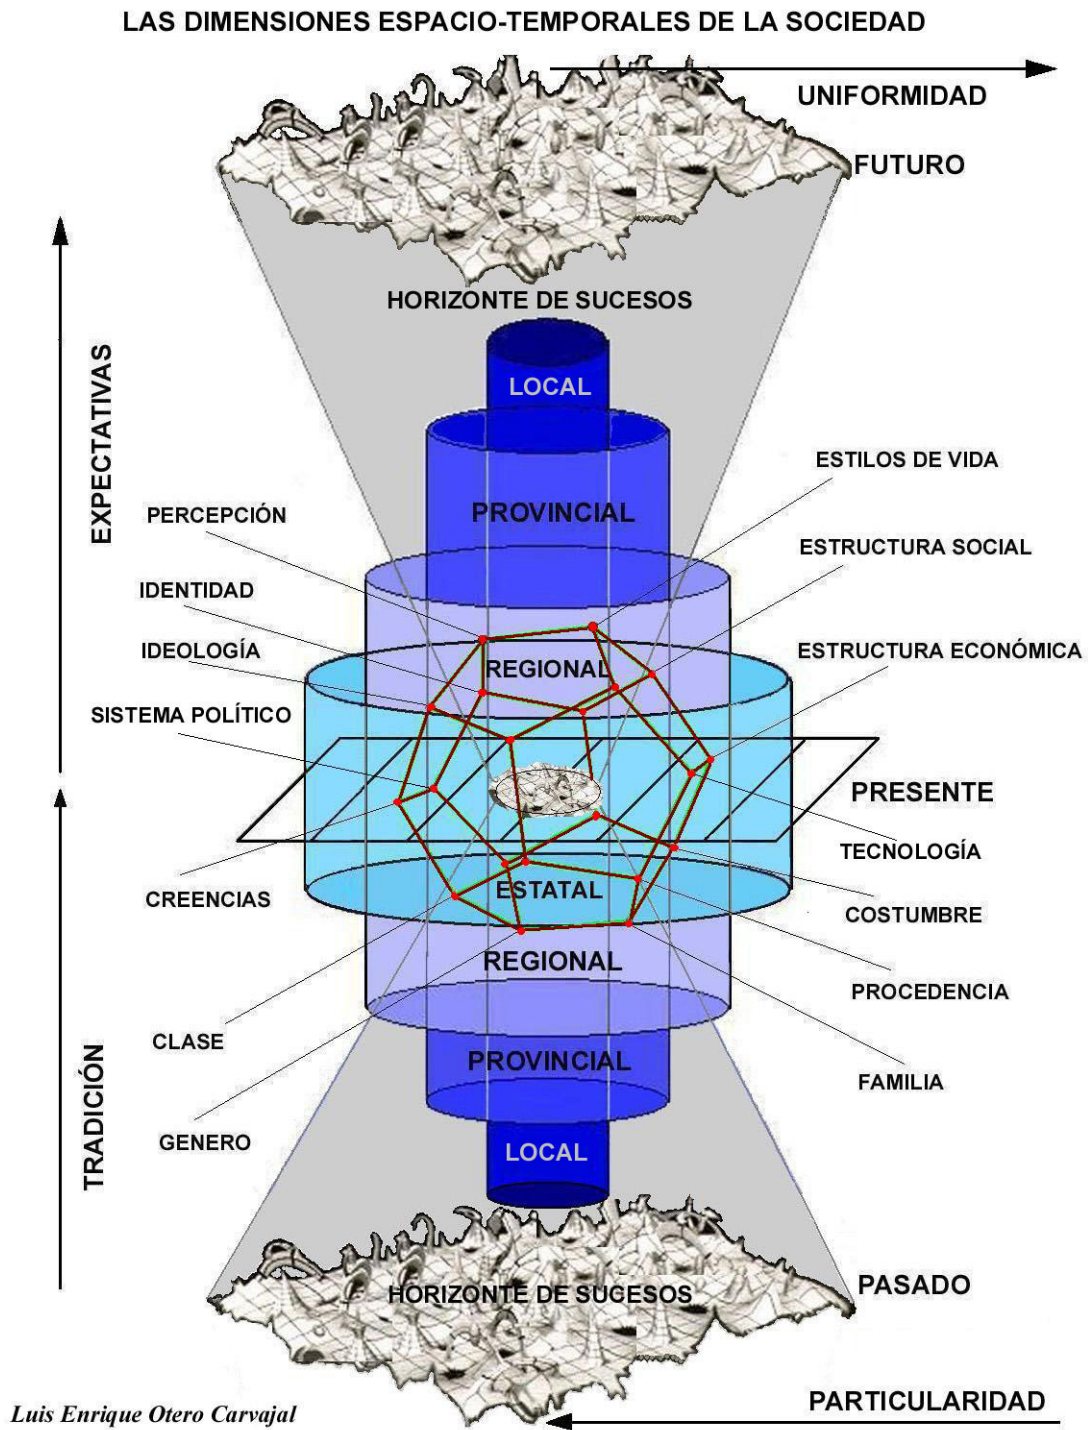 LAS DIMENSIONES ESPACIO-TEMPORALES DE LA SOCIEDAD
UNIFORMIDAD
FUTURO
HORIZONTE DE SUCESOS
EXPECTATIVAS
LOCAL
ESTILOS DE VIDA
PROVINCIAL
PERCEPCIÓN
ESTRUCTURA SOCIAL
IDENTIDAD
IDEOLOGÍA
REGIONAL
ESTRUCTURA ECONÓMICA
SISTEMA POLÍTICO
PRESENTE
TECNOLOGÍA
CREENCIAS
ESTATAL
COSTUMBRE
REGIONAL
PROCEDENCIA
CLASE
PROVINCIAL
FAMILIA
TRADICIÓN
GENERO
LOCAL
PASADO
HORIZONTE DE SUCESOS
PARTICULARIDAD
Luis Enrique Otero Carvajal